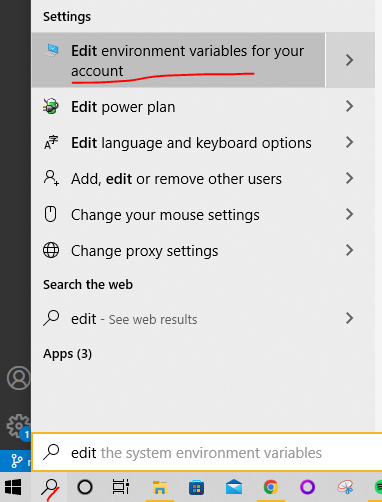 Settings
Edit environment variables for your
account
Edit power plan
Edit language and keyboard options
Add, edit or remove other users
Change your mouse settings
Change proxy settings
Search the web
edit - See web results
Apps (3)
1
edit the system environment variables